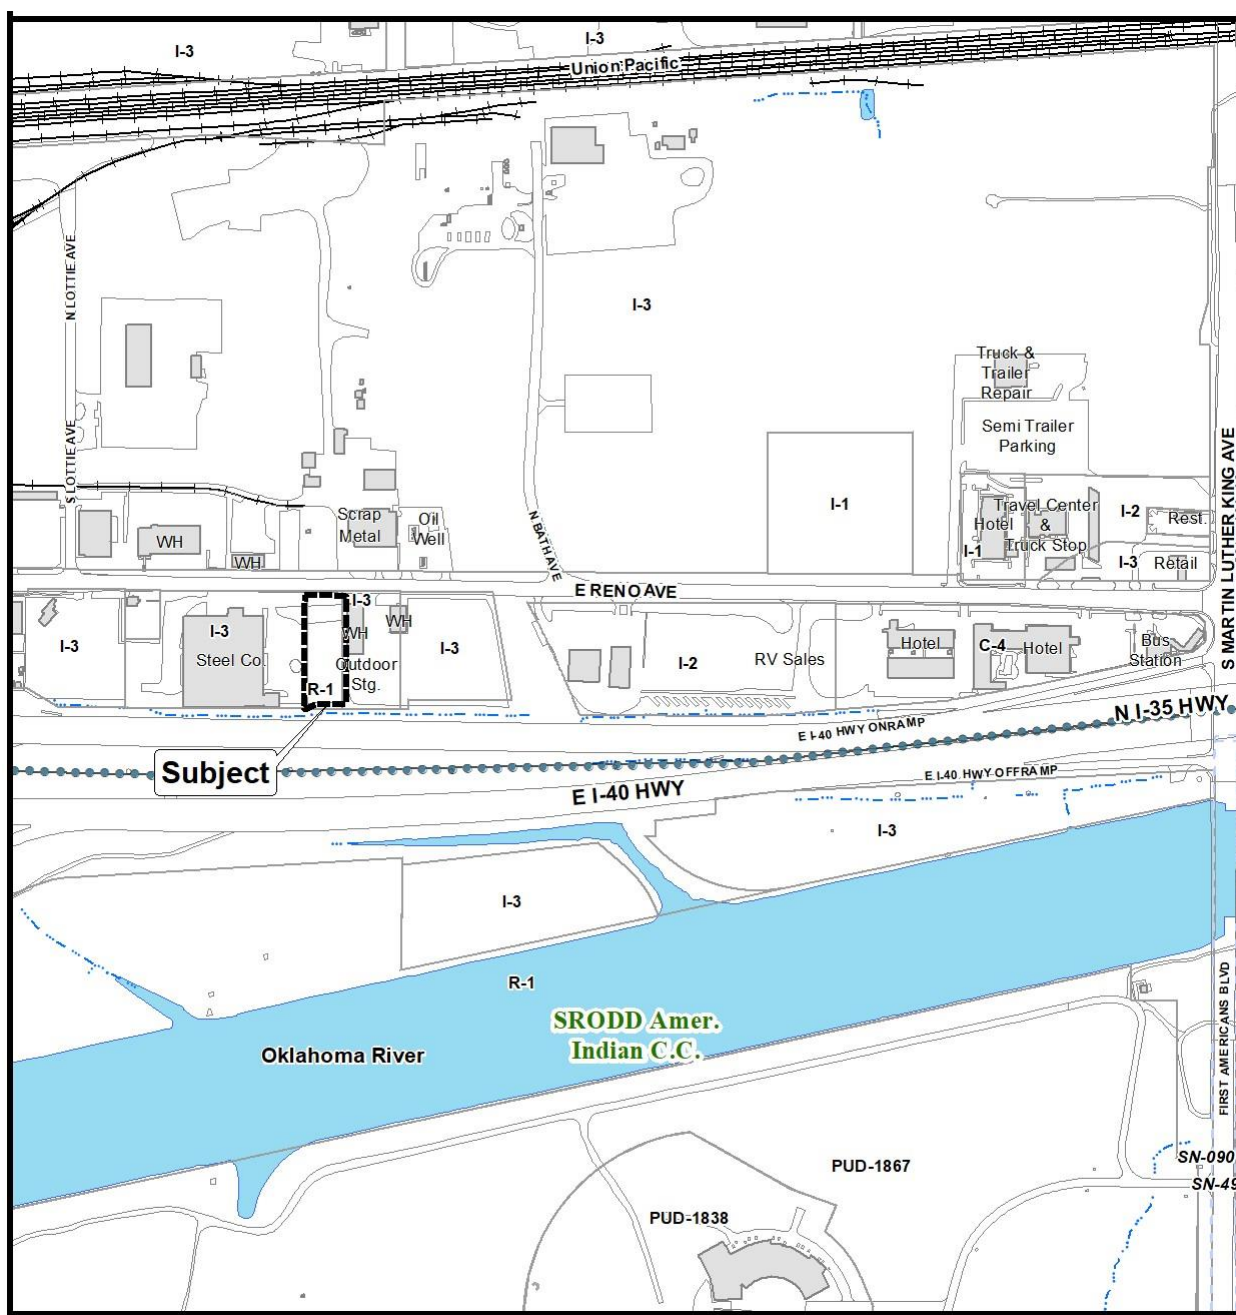 I-3
I-3
Union Pacific
N LOTTIE AVE
I-3
Truck &
Trailer
Repair
Semi Trailer
Parking
S LOTTIE AVE
S MARTIN LUTHER KING AVE
I-1
Travel Center
&
Truck Stop
Hotel
I-1
I-2
Rest.
I-3
Retail
Scrap
Metal
Oil
Well
WH
WH
N BATH AVE
E RENO AVE
I-3
I-3
Steel Co.
R-1
I-3
WH
WH
Outdoor
Stg.
I-3
I-2
RV Sales
Hotel
C-4
Hotel
Bus
Station
N I-35 HWY
E I-40 HWY ONRAMP
Subject
E I-40 HWY
E I-40 HWY OFFRAMP
I-3
I-3
R-1
SRODD Amer.
Indian C.C.
Oklahoma River
FIRST AMERICANS BLVD
PUD-1867
SN-090
SN-49
PUD-1838